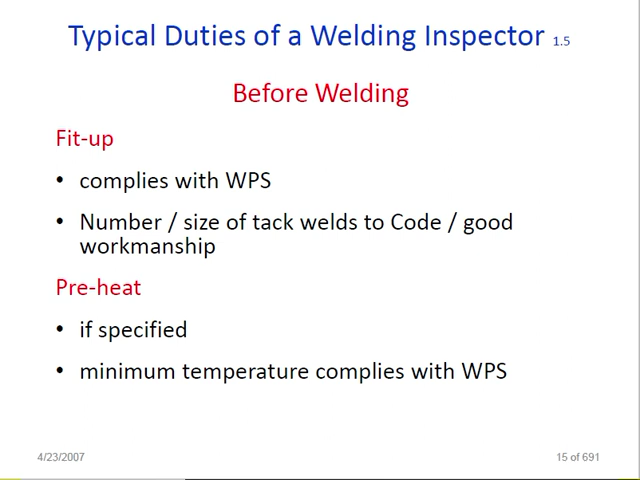 Typical Duties of a Welding Inspector 1.5
Before Welding
Fit-up
• complies with WPS
• Number / size of tack welds to Code / good
workmanship
Pre-heat
• if specified
• minimum temperature complies with WPS
4/23/2007
15 of 691